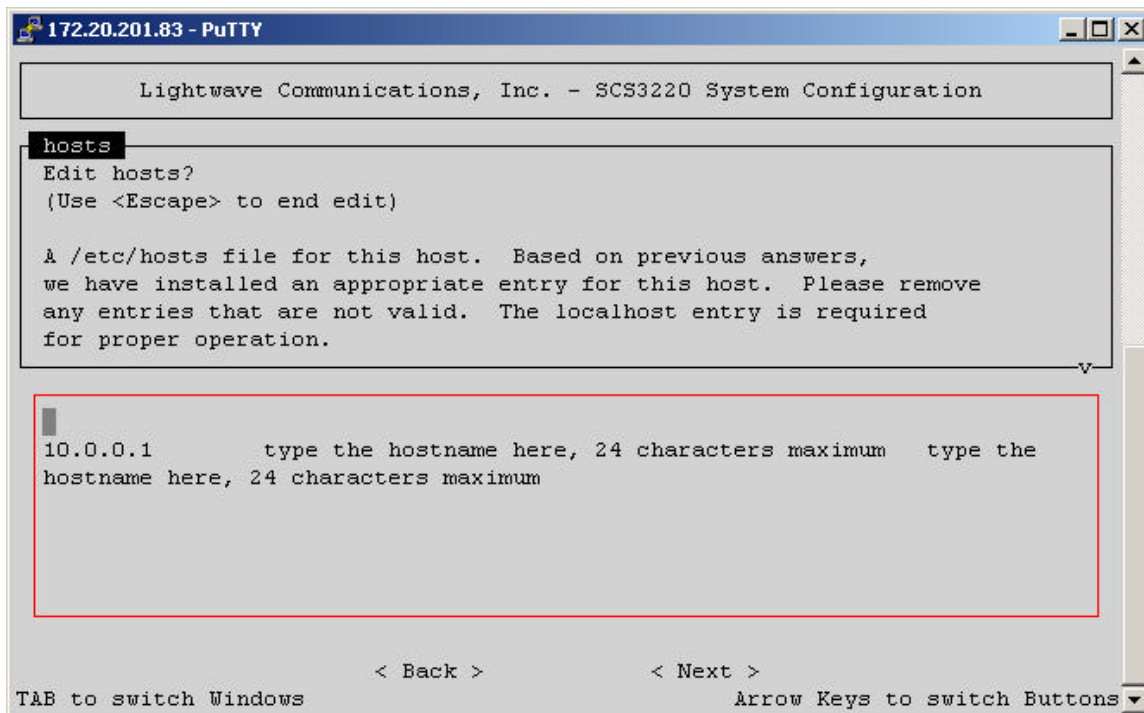 172.20.201.83 - PuTTY
Lightwave Communications, Inc. - SCS3220 System Configuration
hosts
Edit hosts?
(Use <Escape> to end edit)
A /etc/hosts file for this host.  Based on previous answers,
we have installed an appropriate entry for this host.  Please remove
any entries that are not valid.  The localhost entry is required
for proper operation.
v
10.0.0.1        type the hostname here, 24 characters maximum   type the
hostname here, 24 characters maximum
< Back >             < Next >
TAB to switch Windows                                Arrow Keys to switch Buttons